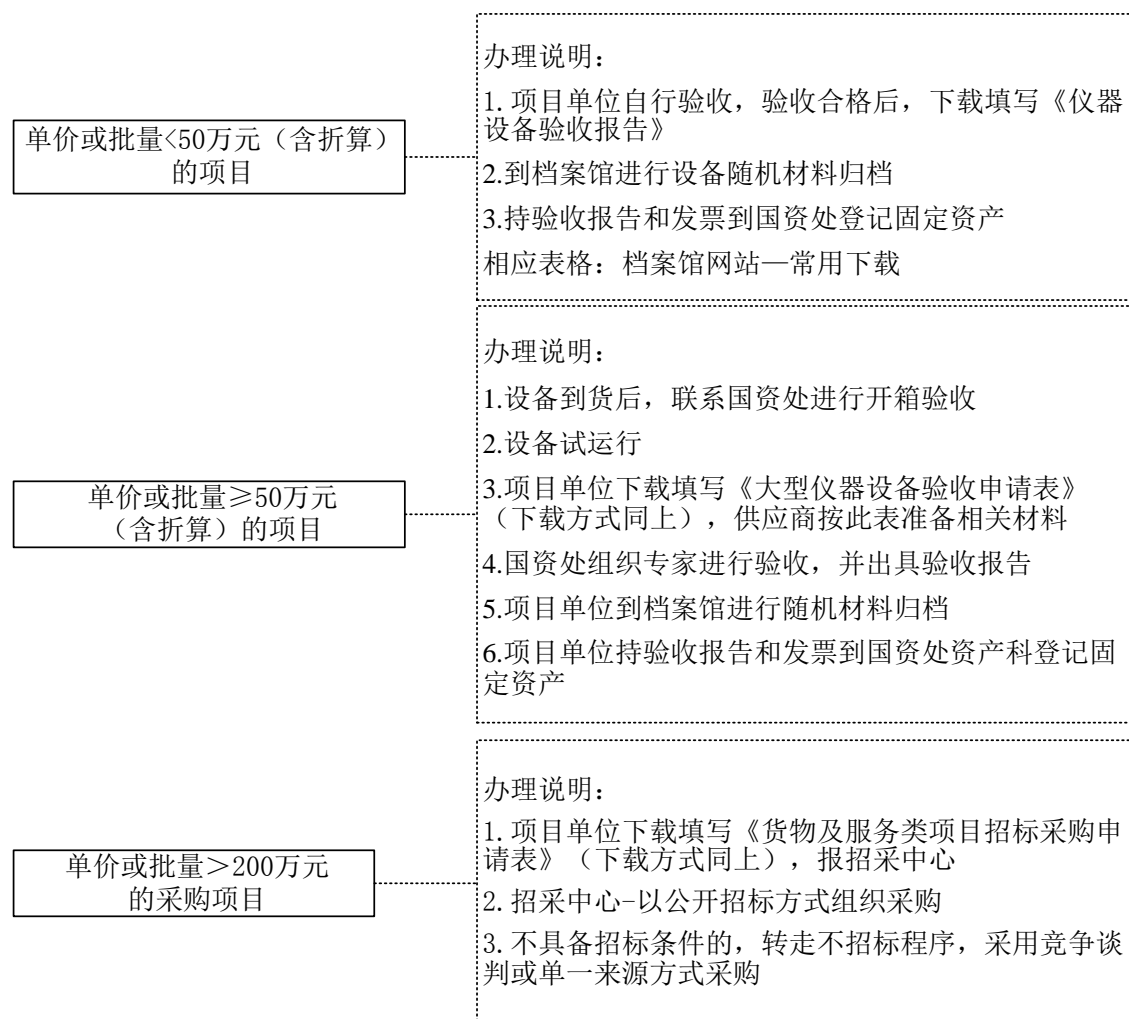 办理说明：
1.项目单位自行验收，验收合格后，下载填写《仪器
设备验收报告》
单价或批量<50万元（含折算）
的项目
2.到档案馆进行设备随机材料归档
3.持验收报告和发票到国资处登记固定资产
相应表格：档案馆网站—常用下载
办理说明：
1.设备到货后，联系国资处进行开箱验收
2.设备试运行
单价或批量≥50万元
（含折算）的项目
3.项目单位下载填写《大型仪器设备验收申请表》
（下载方式同上），供应商按此表准备相关材料
4.国资处组织专家进行验收，并出具验收报告
5.项目单位到档案馆进行随机材料归档
6.项目单位持验收报告和发票到国资处资产科登记固
定资产
办理说明：
1.项目单位下载填写《货物及服务类项目招标采购申
请表》（下载方式同上），报招采中心
单价或批量＞200万元
的采购项目
2.招采中心-以公开招标方式组织采购
3.不具备招标条件的，转走不招标程序，采用竞争谈
判或单一来源方式采购